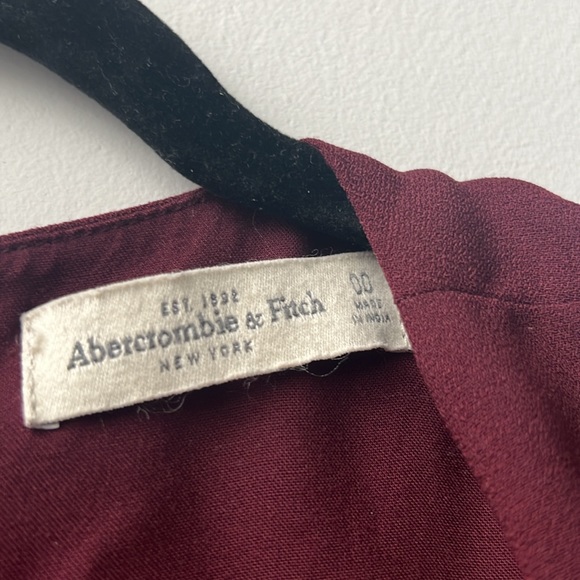 EST. 1892
Abercrombie & Fitch
NEW YORK
00
MADE
IN INDIA